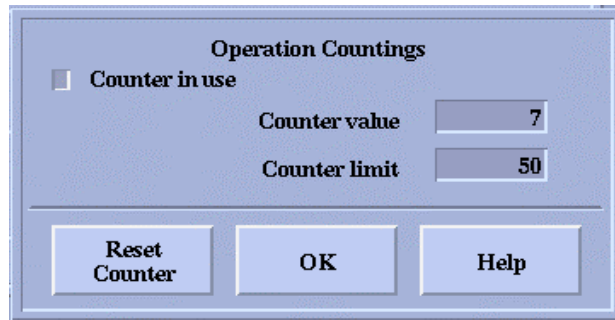 Operation Countings
Counter in use
Counter value 7
Counter limit 50
Reset
Counter
OK
Help